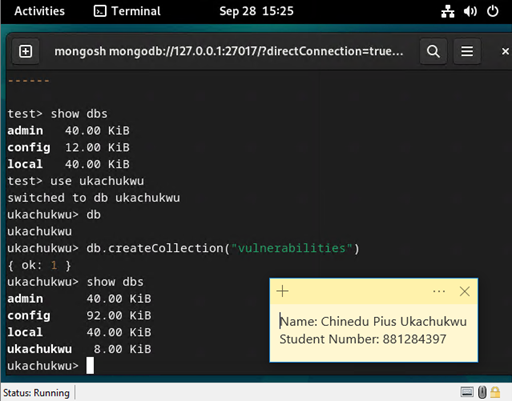 Activities Terminal Sep 28 15:25
mongosh mongodb://127.0.0.1:27017/?directConnection=true…
------
test> show dbs
admin 40.00 KiB
config 12.00 KiB
local 40.00 KiB
test> use ukachukwu
switched to db ukachukwu
ukachukwu> db
ukachukwu
ukachukwu> db.createCollection("vulnerabilities")
{ ok: 1 }
ukachukwu> show dbs
admin 40.00 KiB
config 92.00 KiB
local 40.00 KiB
ukachukwu 8.00 KiB
ukachukwu>
Name: Chinedu Pius Ukachukwu
Student Number: 881284397
Status: Running